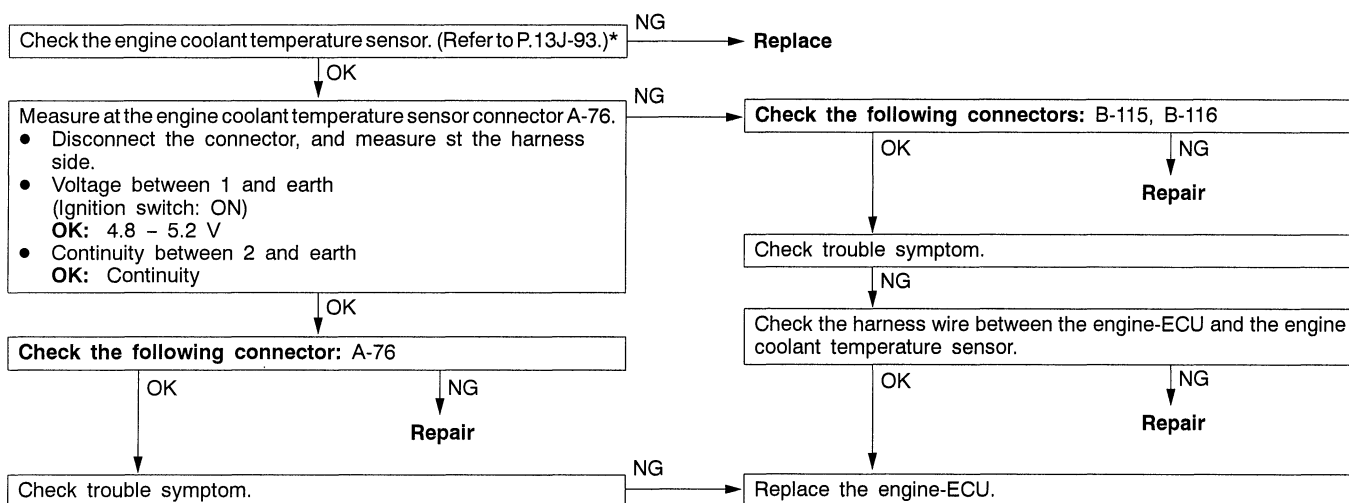 Check the engine coolant temperature sensor. (Refer to P.13J-93.)*
NG
Replace
OK
Measure at the engine coolant temperature sensor connector A-76.
● Disconnect the connector, and measure st the harness
side.
● Voltage between 1 and earth
(Ignition switch: ON)
OK: 4.8 – 5.2 V
● Continuity between 2 and earth
OK: Continuity
NG
OK
Check the following connector: A-76
OK
NG
Repair
Check trouble symptom.
NG
Check the following connectors: B-115, B-116
OK
NG
Repair
Check trouble symptom.
NG
Check the harness wire between the engine-ECU and the engine
coolant temperature sensor.
OK
NG
Repair
Replace the engine-ECU.